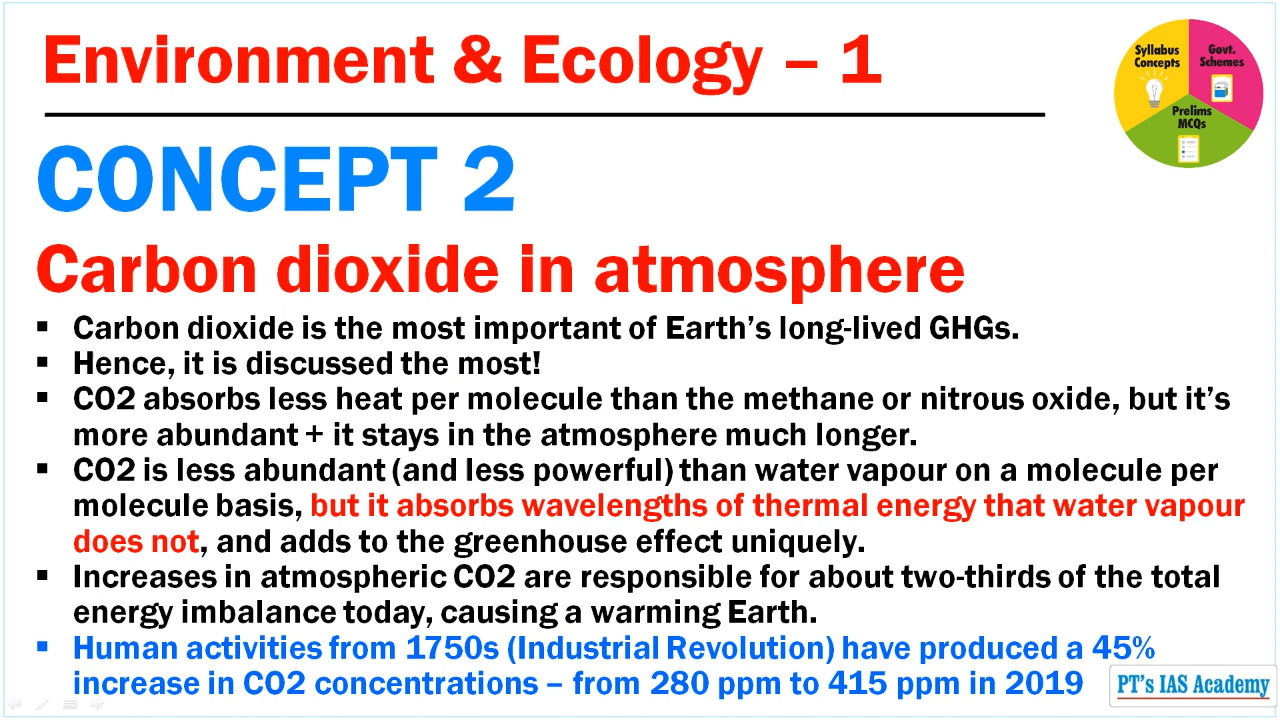 Environment & Ecology – 1
Syllabus Concepts
Govt. Schemes
Prelims MCQs
CONCEPT 2
Carbon dioxide in atmosphere
▪ Carbon dioxide is the most important of Earth's long-lived GHGs.
▪ Hence, it is discussed the most!
▪ CO2 absorbs less heat per molecule than the methane or nitrous oxide, but it's
more abundant + it stays in the atmosphere much longer.
▪ CO2 is less abundant (and less powerful) than water vapour on a molecule per
molecule basis, but it absorbs wavelengths of thermal energy that water vapour
does not, and adds to the greenhouse effect uniquely.
▪ Increases in atmospheric CO2 are responsible for about two-thirds of the total
energy imbalance today, causing a warming Earth.
▪ Human activities from 1750s (Industrial Revolution) have produced a 45%
increase in CO2 concentrations – from 280 ppm to 415 ppm in 2019
PT's IAS Academy